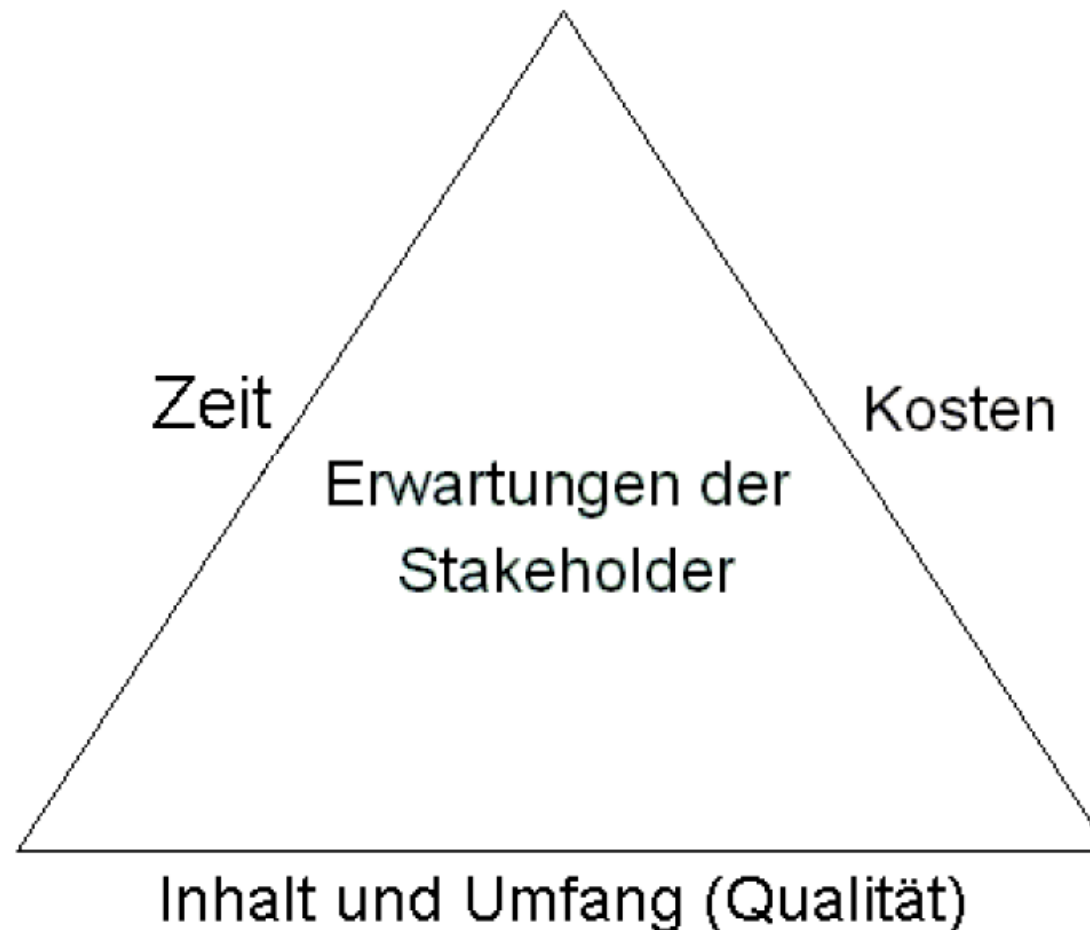 Zeit
Kosten
Erwartungen der
Stakeholder
Inhalt und Umfang (Qualität)